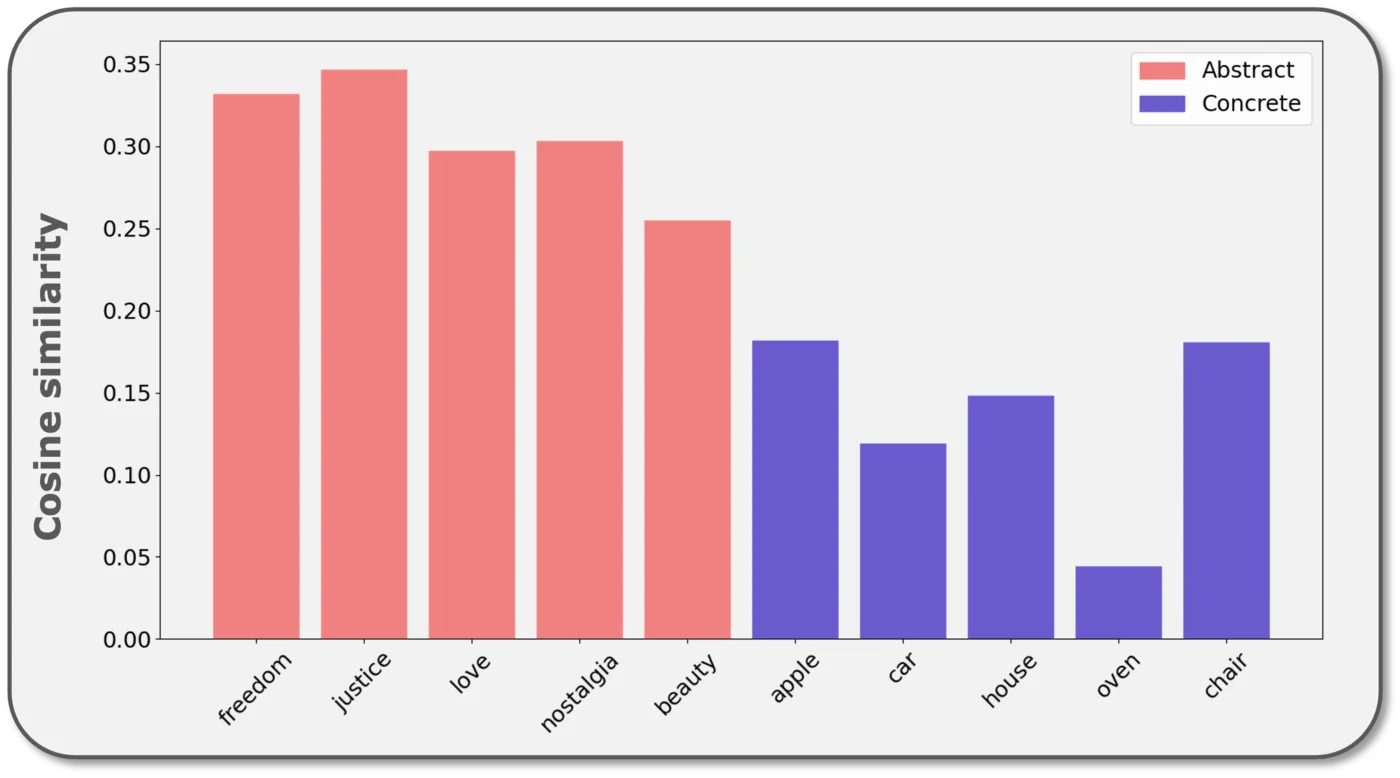 Cosine similarity
0.35
0.30
0.25
0.20
0.15
0.10
0.05
0.00
Abstract
Concrete
freedom
justice
love
nostalgia
beauty
apple
car
house
oven
chair